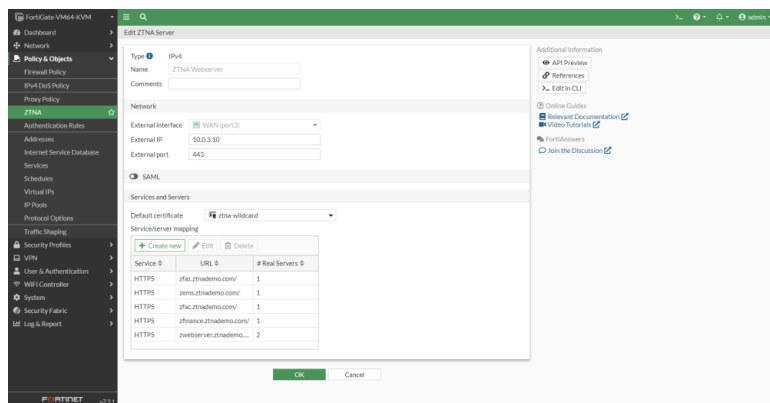 FortiGate-VM64-KVM
admin
Dashboard
Network
Policy & Objects
Firewall Policy
IPv4 DoS Policy
Proxy Policy
ZTNA
Authentication Rules
Addresses
Internet Service Database
Services
Schedules
Virtual IPs
IP Pools
Protocol Options
Traffic Shaping
Security Profiles
VPN
User & Authentication
WiFi Controller
System
Security Fabric
Log & Report
FORTINET
v7.2.1
Edit ZTNA Server
Type IPv4
Name ZTNA Webserver
Comments
Network
External interface WAN (port3)
External IP 10.0.3.10
External port 443
SAML
Services and Servers
Default certificate ztna-wildcard
Service/server mapping
Create new Edit Delete
Service URL # Real Servers
HTTPS zfaz.ztnademo.com/ 1
HTTPS zems.ztnademo.com/ 1
HTTPS zfac.ztnademo.com/ 1
HTTPS zfinance.ztnademo.com/ 1
HTTPS zwebserver.ztnademo.... 2
OK Cancel
Additional Information
API Preview
References
>_ Edit in CLI
Online Guides
Relevant Documentation
Video Tutorials
FortiAnswers
Join the Discussion